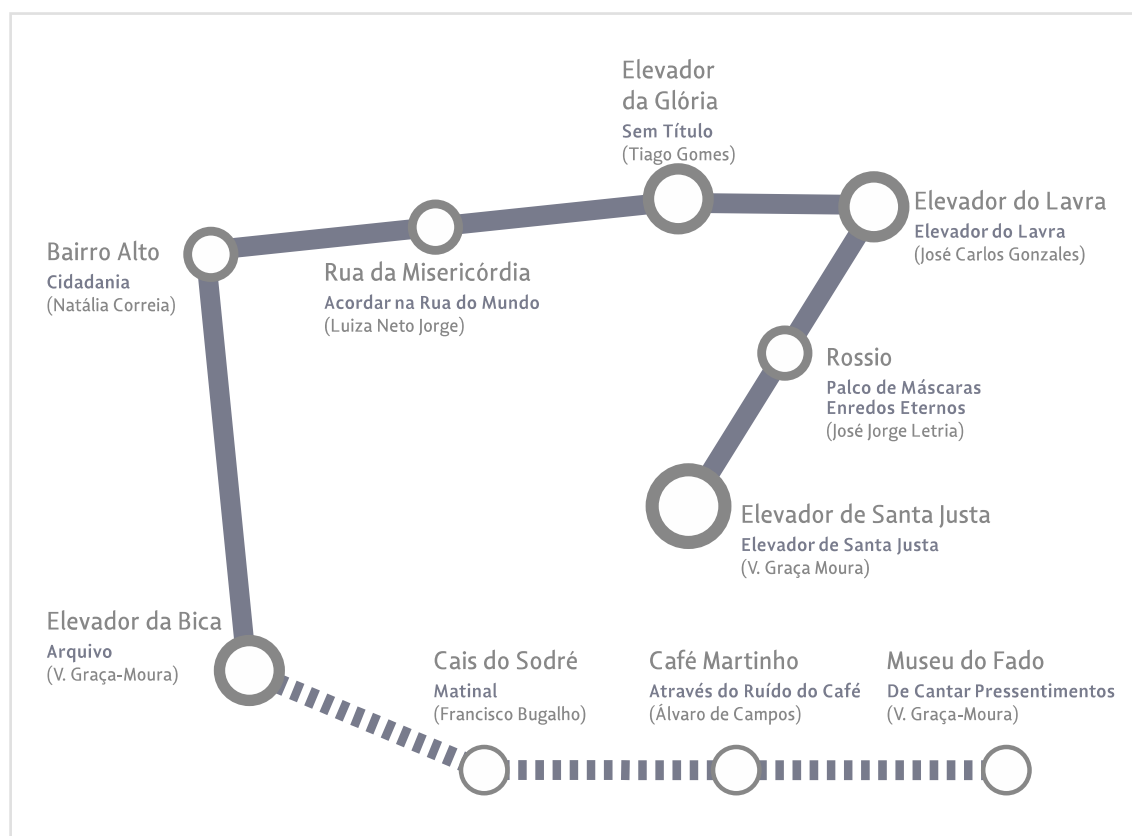 Elevador
da Glória
Sem Título
(Tiago Gomes)
Elevador do Lavra
Elevador do Lavra
(José Carlos Gonzales)
Bairro Alto
Cidadania
(Natália Correia)
Rua da Misericórdia
Acordar na Rua do Mundo
(Luiza Neto Jorge)
Rossio
Palco de Máscaras
Enredos Eternos
(José Jorge Letria)
Elevador de Santa Justa
Elevador de Santa Justa
(V. Graça Moura)
Elevador da Bica
Arquivo
(V. Graça-Moura)
Cais do Sodré
Matinal
(Francisco Bugalho)
Café Martinho
Através do Ruído do Café
(Álvaro de Campos)
Museu do Fado
De Cantar Pressentimentos
(V. Graça-Moura)